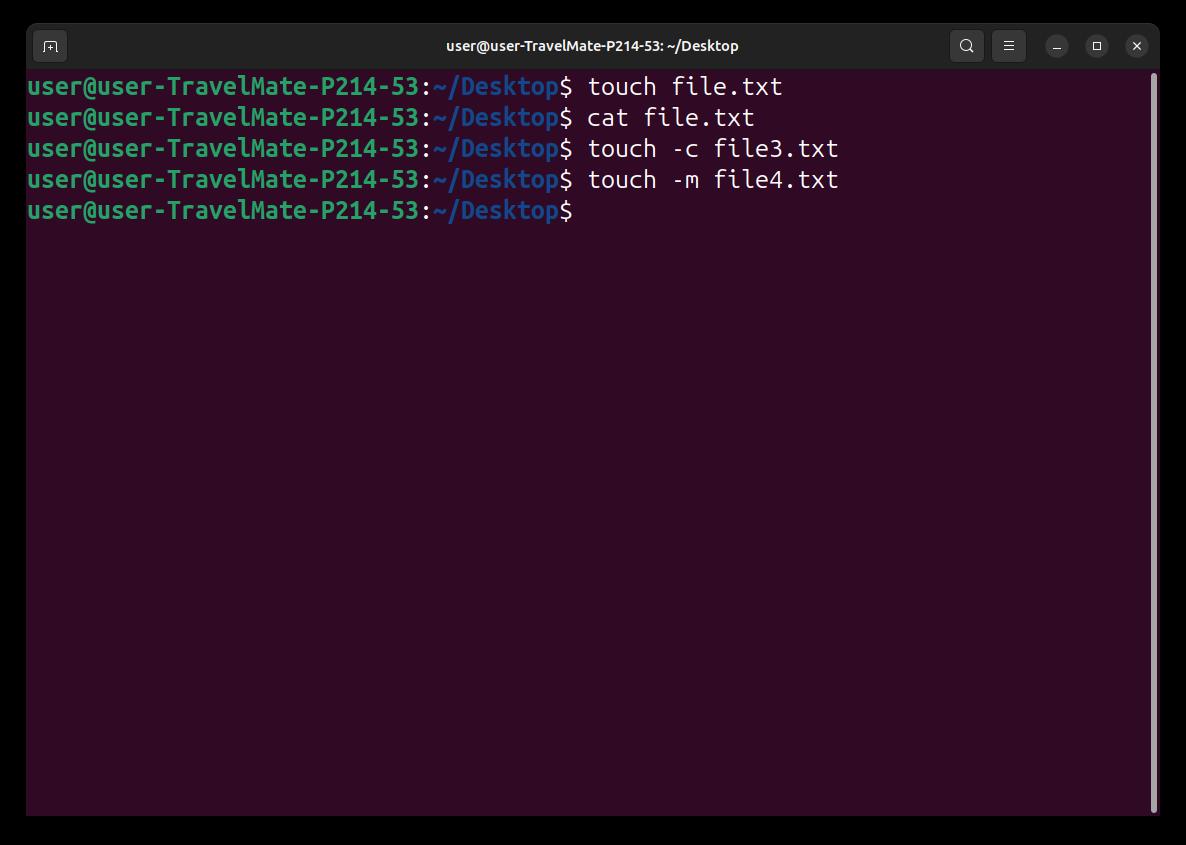 user@user-TravelMate-P214-53: ~/Desktop
user@user-TravelMate-P214-53:~/Desktop$ touch file.txt
user@user-TravelMate-P214-53:~/Desktop$ cat file.txt
user@user-TravelMate-P214-53:~/Desktop$ touch -c file3.txt
user@user-TravelMate-P214-53:~/Desktop$ touch -m file4.txt
user@user-TravelMate-P214-53:~/Desktop$